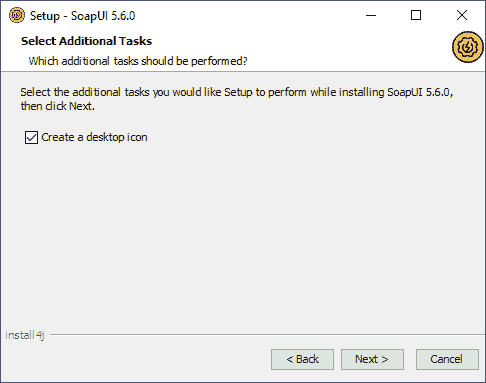 Setup - SoapUI 5.6.0
Select Additional Tasks
Which additional tasks should be performed?
Select the additional tasks you would like Setup to perform while installing SoapUI 5.6.0,
then click Next.
Create a desktop icon
install4j
< Back Next > Cancel